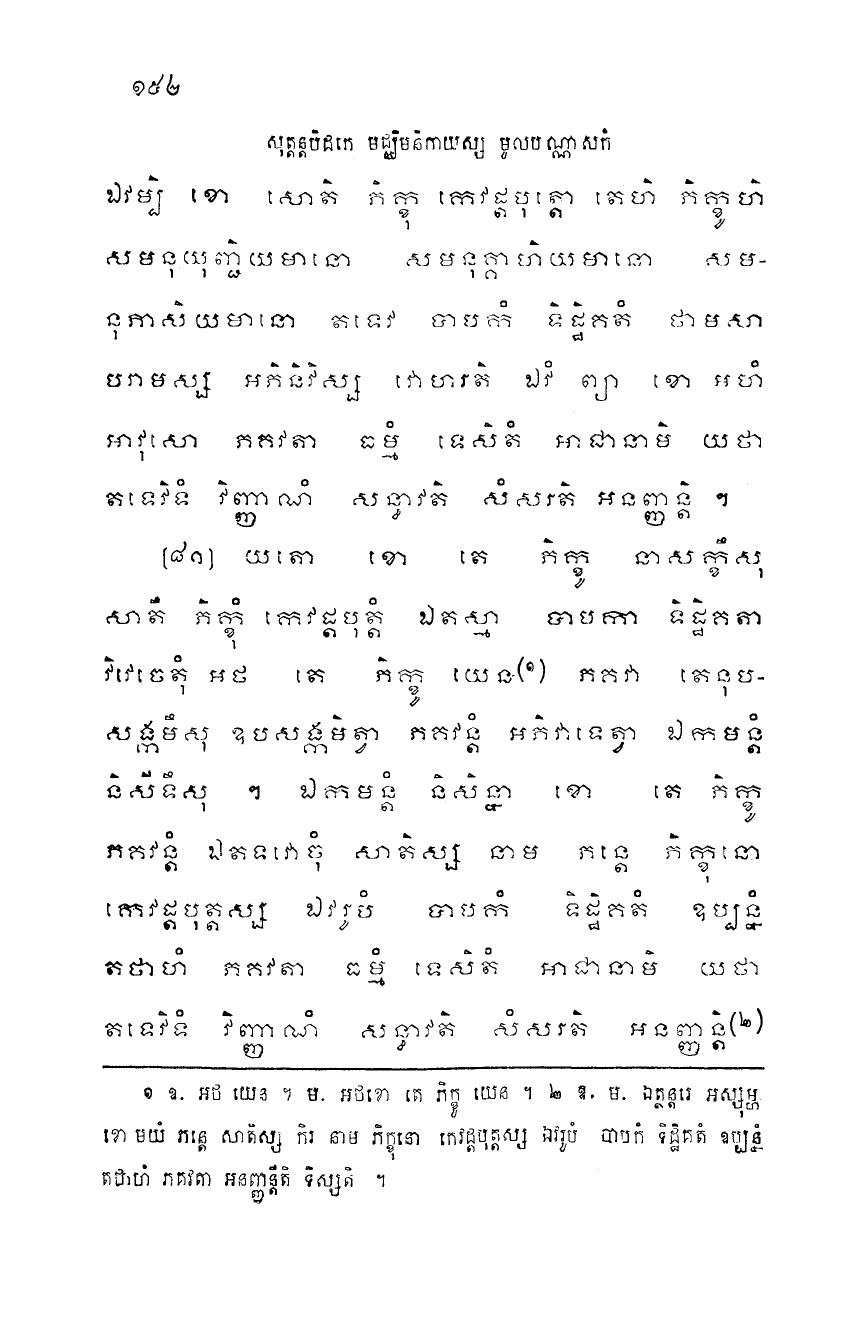 ១៥២
សុត្តន្តបិដកេ មជ្ឈិមនិកាយស្ស មូលបណ្ណាសកំ
ឯវម្បិ ខោ សោតិ ភិក្ខុ កេវដ្តបុត្តោ តេហិ ភិក្ខូហិ
សមនុយុញ្ជិយមានោ សមនុគ្គាហិយមានោ សម-
នុភាសិយមានោ តទេវ បាបកំ ទិដ្ឋិគតំ ថាមសា
បរាមស្ស អភិនិវិស្ស វោហរតិ ឯវំ ព្យា ខោ អហំ
អាវុសោ ភគវតា ធម្មំ ទេសិតំ អាជានាមិ យថា
តទេវិទំ វិញ្ញាណំ សន្ធាវតិ សំសរតិ អនញ្ញន្តិ ។
[៨១] យតោ ខោ តេ ភិក្ខូ នាសក្ខឹសុ
សាតឹ ភិក្ខុំ កេវដ្តបុត្តំ ឯតស្មា បាបកា ទិដ្ឋិគតា
វិវេចេតុំ អថ តេ ភិក្ខូ យេន(១) ភគវា តេនុប-
សង្កមឹសុ ឧបសង្កមិត្វា ភគវន្តំ អភិវាទេត្វា ឯកមន្តំ
និសីទឹសុ ។ ឯកមន្តំ និសិន្នា ខោ តេ ភិក្ខូ
ភគវន្តំ ឯតទវោចុំ សាតិស្ស នាម ភន្តេ ភិក្ខុនោ
កេវដ្តបុត្តស្ស ឯវរូបំ បាបកំ ទិដ្ឋិគតំ ឧប្បន្នំ
តថាហំ ភគវតា ធម្មំ ទេសិតំ អាជានាមិ យថា
តទេវិទំ វិញ្ញាណំ សន្ធាវតិ សំសរតិ អនញ្ញន្តិ(២)
១ ឧ. អថ យេន ។ ម. អថខោ តេ ភិក្ខូ យេន ។ ២ ឧ. ម. ឯត្ថន្តរេ អស្សុម្ហ
ខោ មយំ ភន្តេ សាតិស្ស កិរ នាម ភិក្ខុនោ កេវដ្តបុត្តស្ស ឯវរូបំ បាបកំ ទិដ្ឋិគតំ ឧប្បន្នំ
តថាហំ ភគវតា អនញ្ញន្តីតិ ទិស្សតិ ។